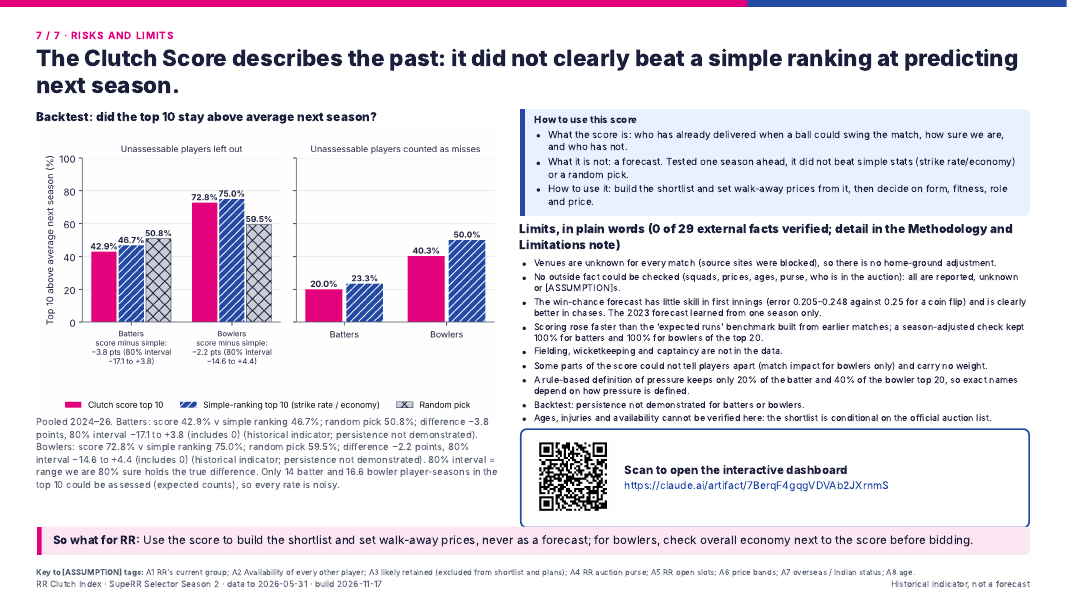 7 / 7 · RISKS AND LIMITS
The Clutch Score describes the past: it did not clearly beat a simple ranking at predicting
next season.
Backtest: did the top 10 stay above average next season?
Unassessable players left out
Unassessable players counted as misses
Top 10 above average next season (%)
100
80
60
40
20
0
42.9%
46.7%
50.8%
72.8%
75.0%
59.5%
20.0%
23.3%
40.3%
50.0%
Batters
score minus simple:
−3.8 pts (80% interval
−17.1 to +3.8)
Bowlers
score minus simple:
−2.2 pts (80% interval
−14.6 to +4.4)
Batters
Bowlers
Clutch score top 10
Simple-ranking top 10 (strike rate / economy)
Random pick
Pooled 2024–26. Batters: score 42.9% v simple ranking 46.7%; random pick 50.8%; difference −3.8
points, 80% interval −17.1 to +3.8 (includes 0) (historical indicator; persistence not demonstrated).
Bowlers: score 72.8% v simple ranking 75.0%; random pick 59.5%; difference −2.2 points, 80%
interval −14.6 to +4.4 (includes 0) (historical indicator; persistence not demonstrated). 80% interval =
range we are 80% sure holds the true difference. Only 14 batter and 16.6 bowler player-seasons in the
top 10 could be assessed (expected counts), so every rate is noisy.
How to use this score
• What the score is: who has already delivered when a ball could swing the match, how sure we are,
and who has not.
• What it is not: a forecast. Tested one season ahead, it did not beat simple stats (strike rate/economy)
or a random pick.
• How to use it: build the shortlist and set walk-away prices from it, then decide on form, fitness, role
and price.
Limits, in plain words (0 of 29 external facts verified; detail in the Methodology and
Limitations note)
• Venues are unknown for every match (source sites were blocked), so there is no home-ground adjustment.
• No outside fact could be checked (squads, prices, ages, purse, who is in the auction): all are reported, unknown
or [ASSUMPTION]s.
• The win-chance forecast has little skill in first innings (error 0.205–0.248 against 0.25 for a coin flip) and is clearly
better in chases. The 2023 forecast learned from one season only.
• Scoring rose faster than the 'expected runs' benchmark built from earlier matches; a season-adjusted check kept
100% for batters and 100% for bowlers of the top 20.
• Fielding, wicketkeeping and captaincy are not in the data.
• Some parts of the score could not tell players apart (match impact for bowlers only) and carry no weight.
• A rule-based definition of pressure keeps only 20% of the batter and 40% of the bowler top 20, so exact names
depend on how pressure is defined.
• Backtest: persistence not demonstrated for batters or bowlers.
• Ages, injuries and availability cannot be verified here: the shortlist is conditional on the official auction list.
Scan to open the interactive dashboard
https://claude.ai/artifact/7BerqF4gqgVDVAb2JXrnmS
So what for RR: Use the score to build the shortlist and set walk-away prices, never as a forecast; for bowlers, check overall economy next to the score before bidding.
Key to [ASSUMPTION] tags: A1 RR's current group; A2 Availability of every other player; A3 likely retained (excluded from shortlist and plans); A4 RR auction purse; A5 RR open slots; A6 price bands; A7 overseas / Indian status; A8 age.
RR Clutch Index · SupeRR Selector Season 2 · data to 2026-05-31 · build 2026-11-17
Historical indicator, not a forecast